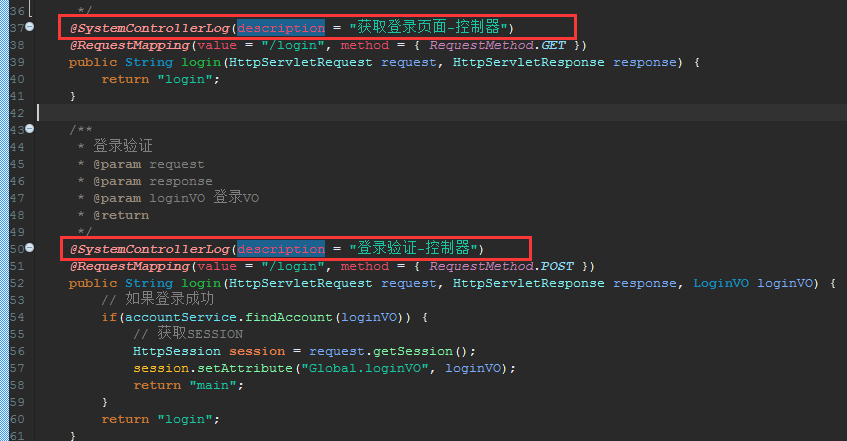 36 */
37 @SystemControllerLog(description = "获取登录页面-控制器")
38 @RequestMapping(value = "/login", method = { RequestMethod.GET })
39 public String login(HttpServletRequest request, HttpServletResponse response) {
40 return "login";
41 }
42
43 /**
44 * 登录验证
45 * @param request
46 * @param response
47 * @param loginVO 登录VO
48 * @return
49 */
50 @SystemControllerLog(description = "登录验证-控制器")
51 @RequestMapping(value = "/login", method = { RequestMethod.POST })
52 public String login(HttpServletRequest request, HttpServletResponse response, LoginVO loginVO) {
53 // 如果登录成功
54 if(accountService.findAccount(loginVO)) {
55 // 获取SESSION
56 HttpSession session = request.getSession();
57 session.setAttribute("Global.loginVO", loginVO);
58 return "main";
59 }
60 return "login";
61 }